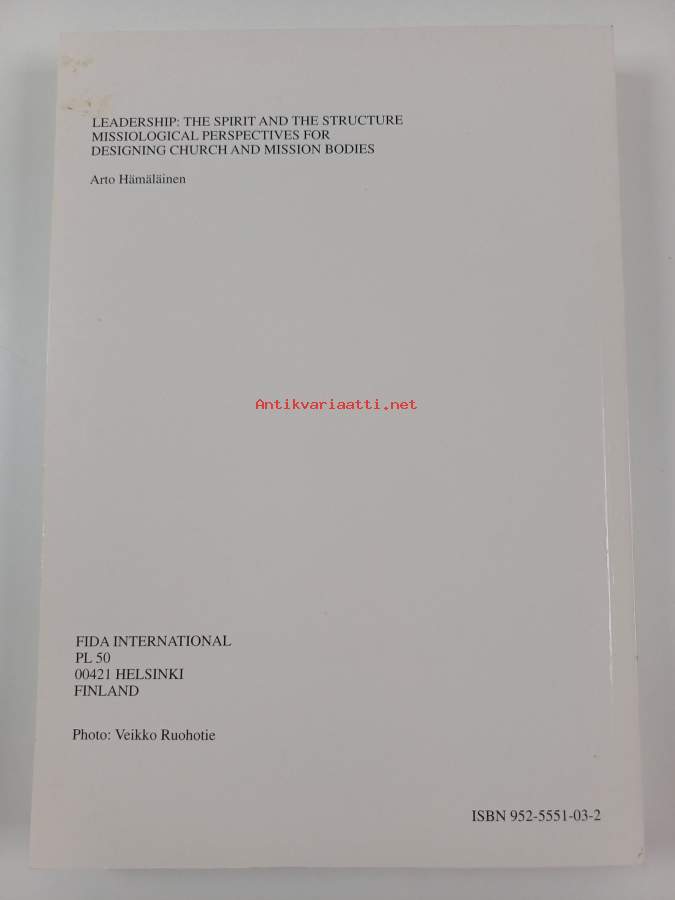 LEADERSHIP: THE SPIRIT AND THE STRUCTURE
MISSIOLOGICAL PERSPECTIVES FOR
DESIGNING CHURCH AND MISSION BODIES
Arto Hämäläinen
Antikvariaatti.net
FIDA INTERNATIONAL
PL 50
00421 HELSINKI
FINLAND
Photo: Veikko Ruohotie
ISBN 952-5551-03-2